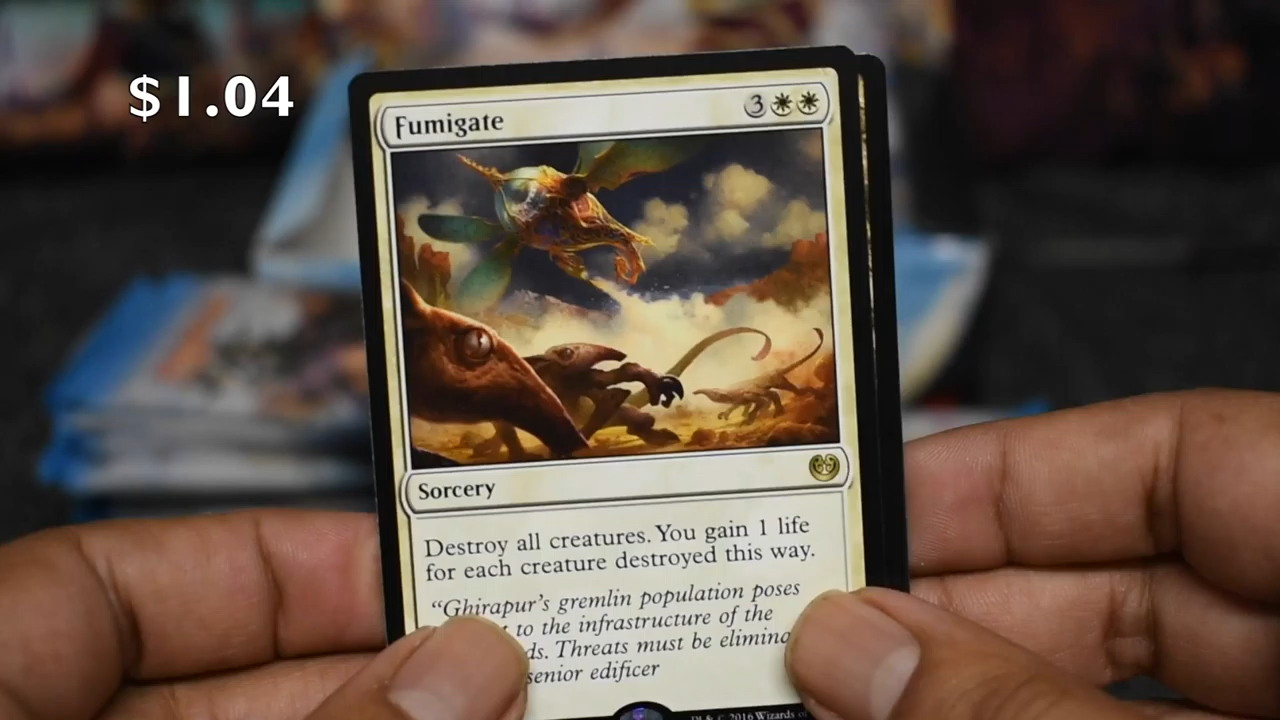 $1.04
Fumigate
3
Sorcery
Destroy all creatures. You gain 1 life
for each creature destroyed this way.
"Ghirapur's gremlin population poses
to the infrastructure of the
Threats must be
senior edificer
& © 2016 Wizards of